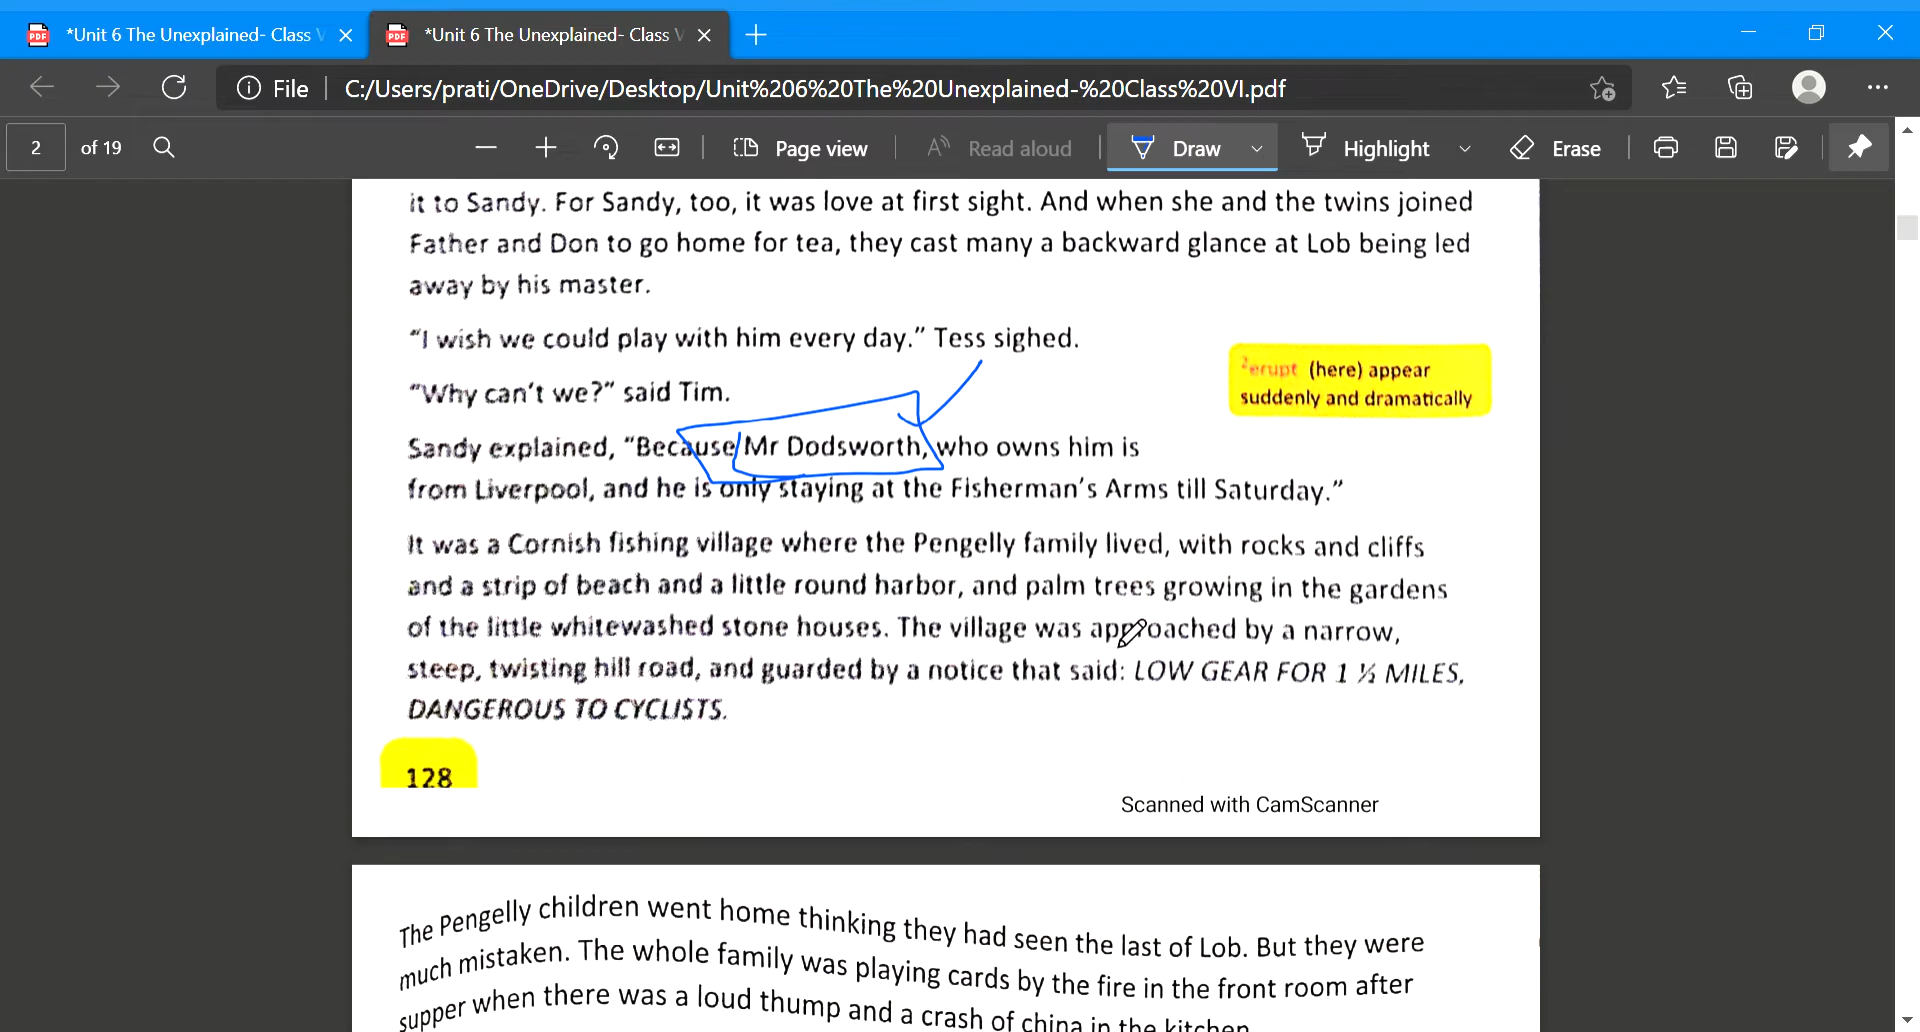 *Unit 6 The Unexplained- Class V
*Unit 6 The Unexplained- Class V
File
C:/Users/prati/OneDrive/Desktop/Unit%206%20The%20Unexplained-%20Class%20VI.pdf
2 of 19
Page view
Read aloud
Draw
Highlight
Erase
it to Sandy. For Sandy, too, it was love at first sight. And when she and the twins joined
Father and Don to go home for tea, they cast many a backward glance at Lob being led
away by his master.
“I wish we could play with him every day.” Tess sighed.
“Why can’t we?” said Tim.
²erupt (here) appear
suddenly and dramatically
Sandy explained, “Because Mr Dodsworth, who owns him is
from Liverpool, and he is only staying at the Fisherman’s Arms till Saturday.”
It was a Cornish fishing village where the Pengelly family lived, with rocks and cliffs
and a strip of beach and a little round harbor, and palm trees growing in the gardens
of the little whitewashed stone houses. The village was approached by a narrow,
steep, twisting hill road, and guarded by a notice that said: LOW GEAR FOR 1 ½ MILES,
DANGEROUS TO CYCLISTS.
128
Scanned with CamScanner
The Pengelly children went home thinking they had seen the last of Lob. But they were
much mistaken. The whole family was playing cards by the fire in the front room after
supper when there was a loud thump and a crash of china in the kitchen